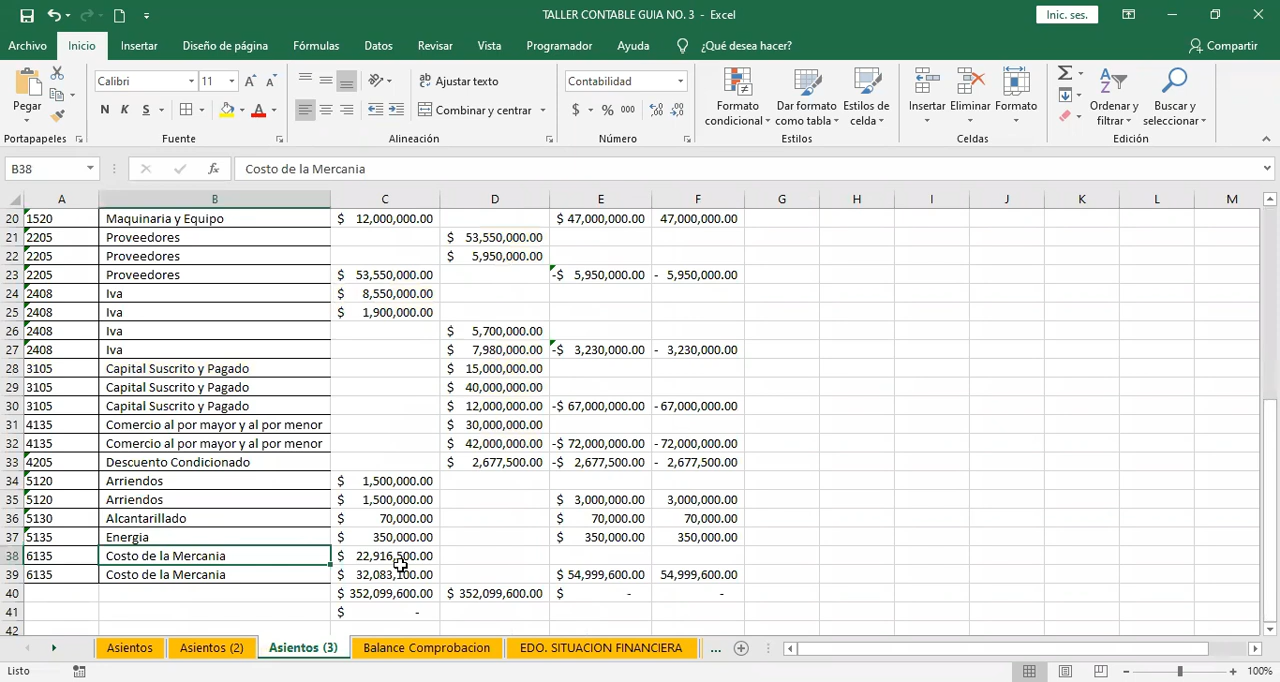 TALLER CONTABLE GUIA NO. 3 - Excel
Inic. ses.
Archivo Inicio Insertar Diseño de página Fórmulas Datos Revisar Vista Programador Ayuda ¿Qué desea hacer? Compartir
Pegar
Calibri 11
N K S
Ajustar texto
Combinar y centrar
Contabilidad
$ % 000
Formato condicional
Dar formato como tabla
Estilos de celda
Insertar Eliminar Formato
Ordenar y filtrar
Buscar y seleccionar
Portapapeles Fuente Alineación Número Estilos Celdas Edición
B38 fx Costo de la Mercania
A B C D E F G H I J K L M
20 1520 Maquinaria y Equipo $ 12,000,000.00 $ 47,000,000.00 47,000,000.00
21 2205 Proveedores $ 53,550,000.00
22 2205 Proveedores $ 5,950,000.00
23 2205 Proveedores $ 53,550,000.00 -$ 5,950,000.00 - 5,950,000.00
24 2408 Iva $ 8,550,000.00
25 2408 Iva $ 1,900,000.00
26 2408 Iva $ 5,700,000.00
27 2408 Iva $ 7,980,000.00 -$ 3,230,000.00 - 3,230,000.00
28 3105 Capital Suscrito y Pagado $ 15,000,000.00
29 3105 Capital Suscrito y Pagado $ 40,000,000.00
30 3105 Capital Suscrito y Pagado $ 12,000,000.00 -$ 67,000,000.00 - 67,000,000.00
31 4135 Comercio al por mayor y al por menor $ 30,000,000.00
32 4135 Comercio al por mayor y al por menor $ 42,000,000.00 -$ 72,000,000.00 - 72,000,000.00
33 4205 Descuento Condicionado $ 2,677,500.00 -$ 2,677,500.00 - 2,677,500.00
34 5120 Arriendos $ 1,500,000.00
35 5120 Arriendos $ 1,500,000.00 $ 3,000,000.00 3,000,000.00
36 5130 Alcantarillado $ 70,000.00 $ 70,000.00 70,000.00
37 5135 Energia $ 350,000.00 $ 350,000.00 350,000.00
38 6135 Costo de la Mercania $ 22,916,500.00
39 6135 Costo de la Mercania $ 32,083,100.00 $ 54,999,600.00 54,999,600.00
40 $ 352,099,600.00 $ 352,099,600.00 $ - -
41 $ -
42
Asientos Asientos (2) Asientos (3) Balance Comprobacion EDO. SITUACION FINANCIERA ...
Listo 100%